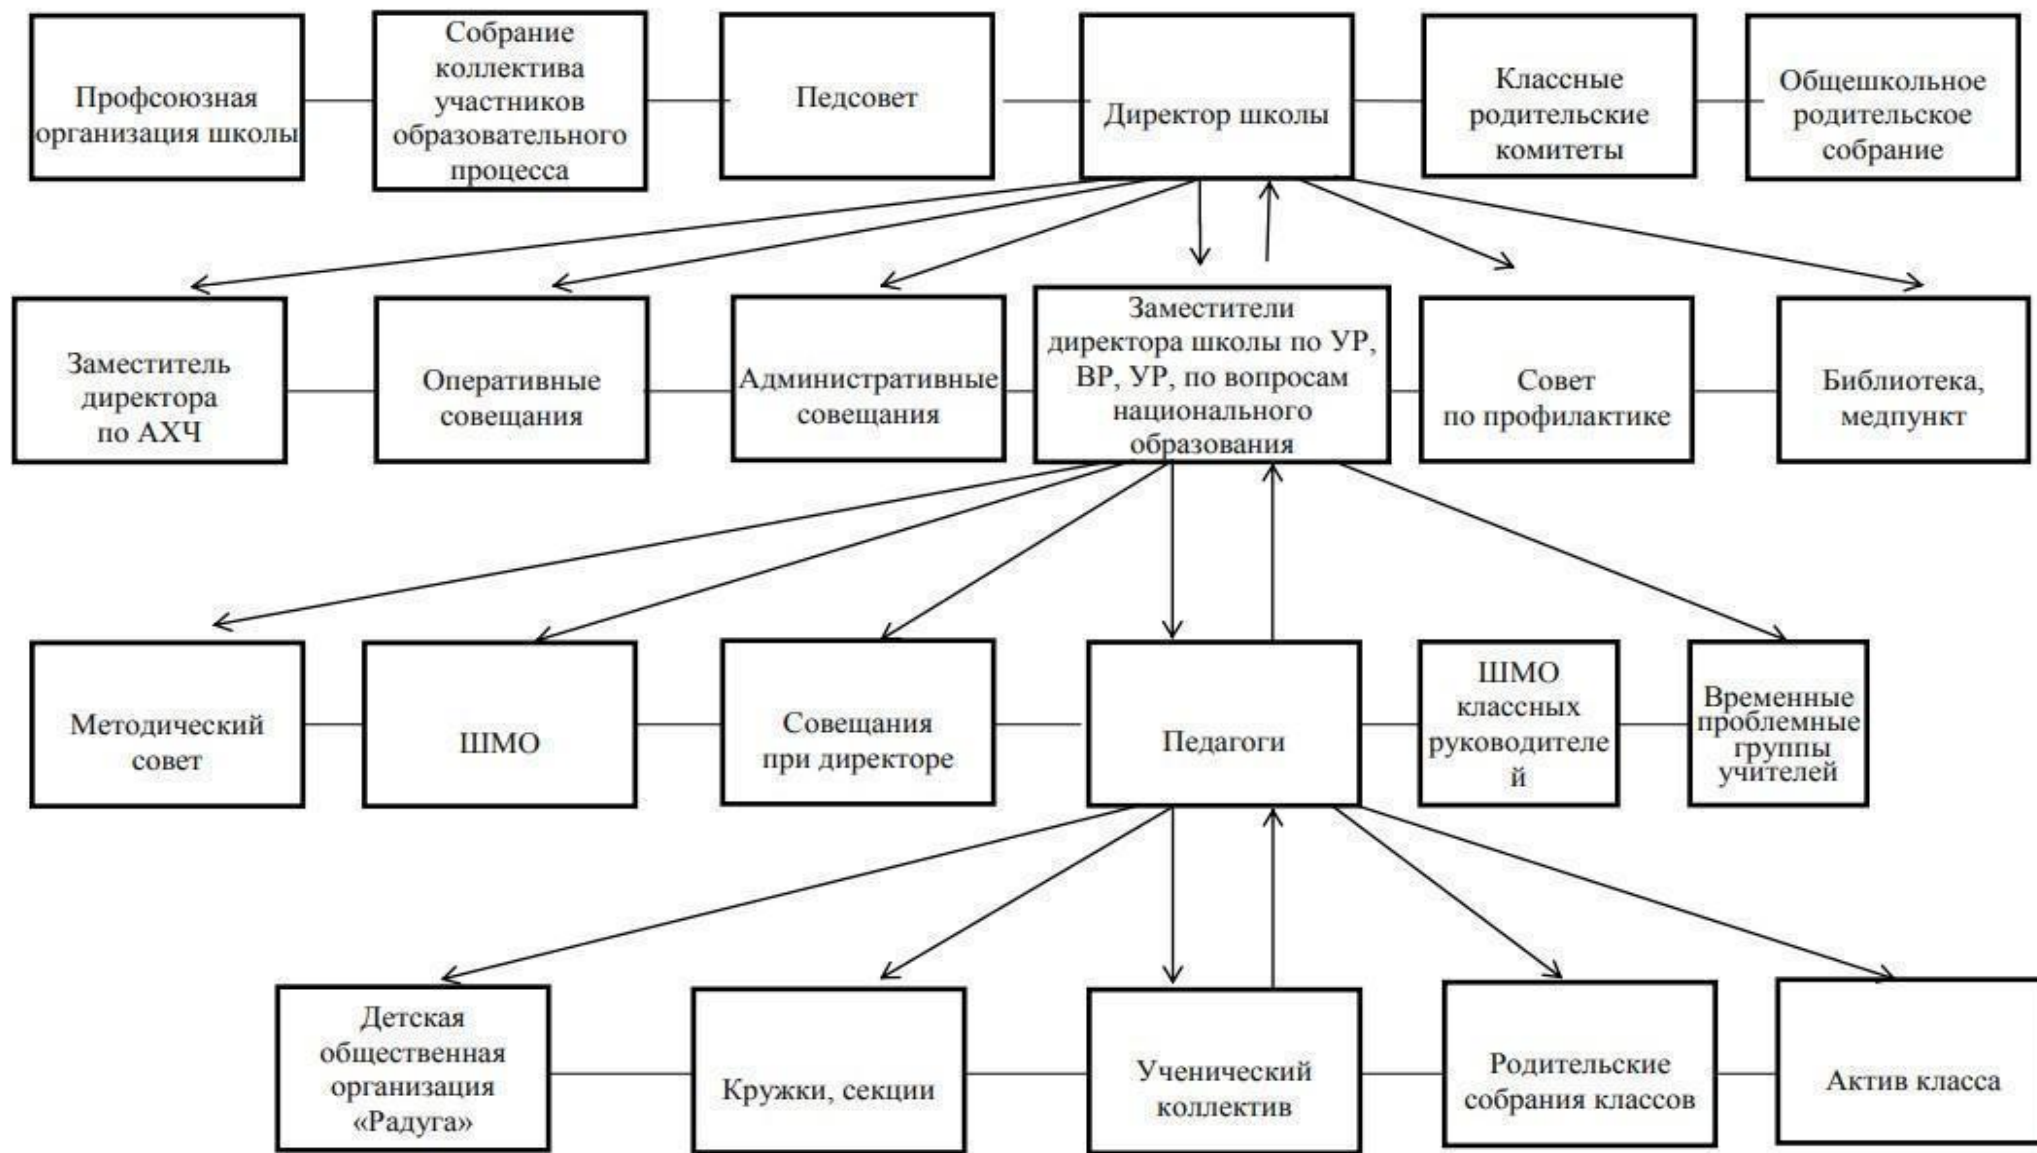 Профсоюзная
организация школы
Собрание
коллектива
участников
образовательного
процесса
Педсовет
Директор школы
Классные
родительские
комитеты
Общешкольное
родительское
собрание
Заместитель
директора
по АХЧ
Оперативные
совещания
Административные
совещания
Заместители
директора школы по УР,
ВР, УР, по вопросам
национального
образования
Совет
по профилактике
Библиотека,
медпункт
Методический
совет
ШМО
Совещания
при директоре
Педагоги
ШМО
классных
руководителе
й
Временные
проблемные
группы
учителей
Детская
общественная
организация
«Радуга»
Кружки, секции
Ученический
коллектив
Родительские
собрания классов
Актив класса